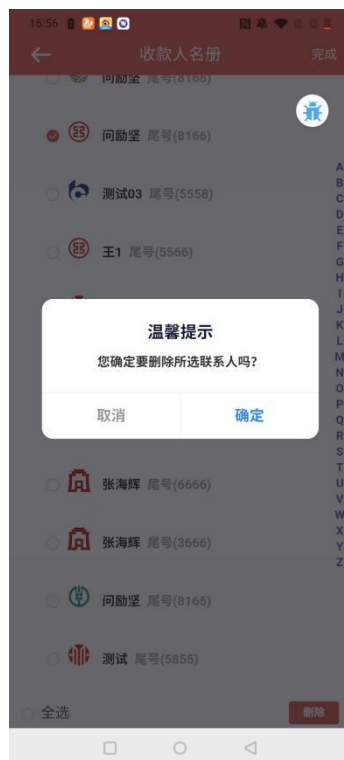 16:56
收款人名册
完成
问励坚 尾号(8166)
问励坚 尾号(8166)
测试03 尾号(5558)
王1 尾号(5566)
温馨提示
您确定要删除所选联系人吗?
取消
确定
张海辉 尾号(6666)
张海辉 尾号(3666)
问励坚 尾号(8166)
测试 尾号(5855)
全选
删除
A
B
C
D
E
F
G
H
I
J
K
L
M
N
O
P
Q
R
S
T
U
V
W
X
Y
Z